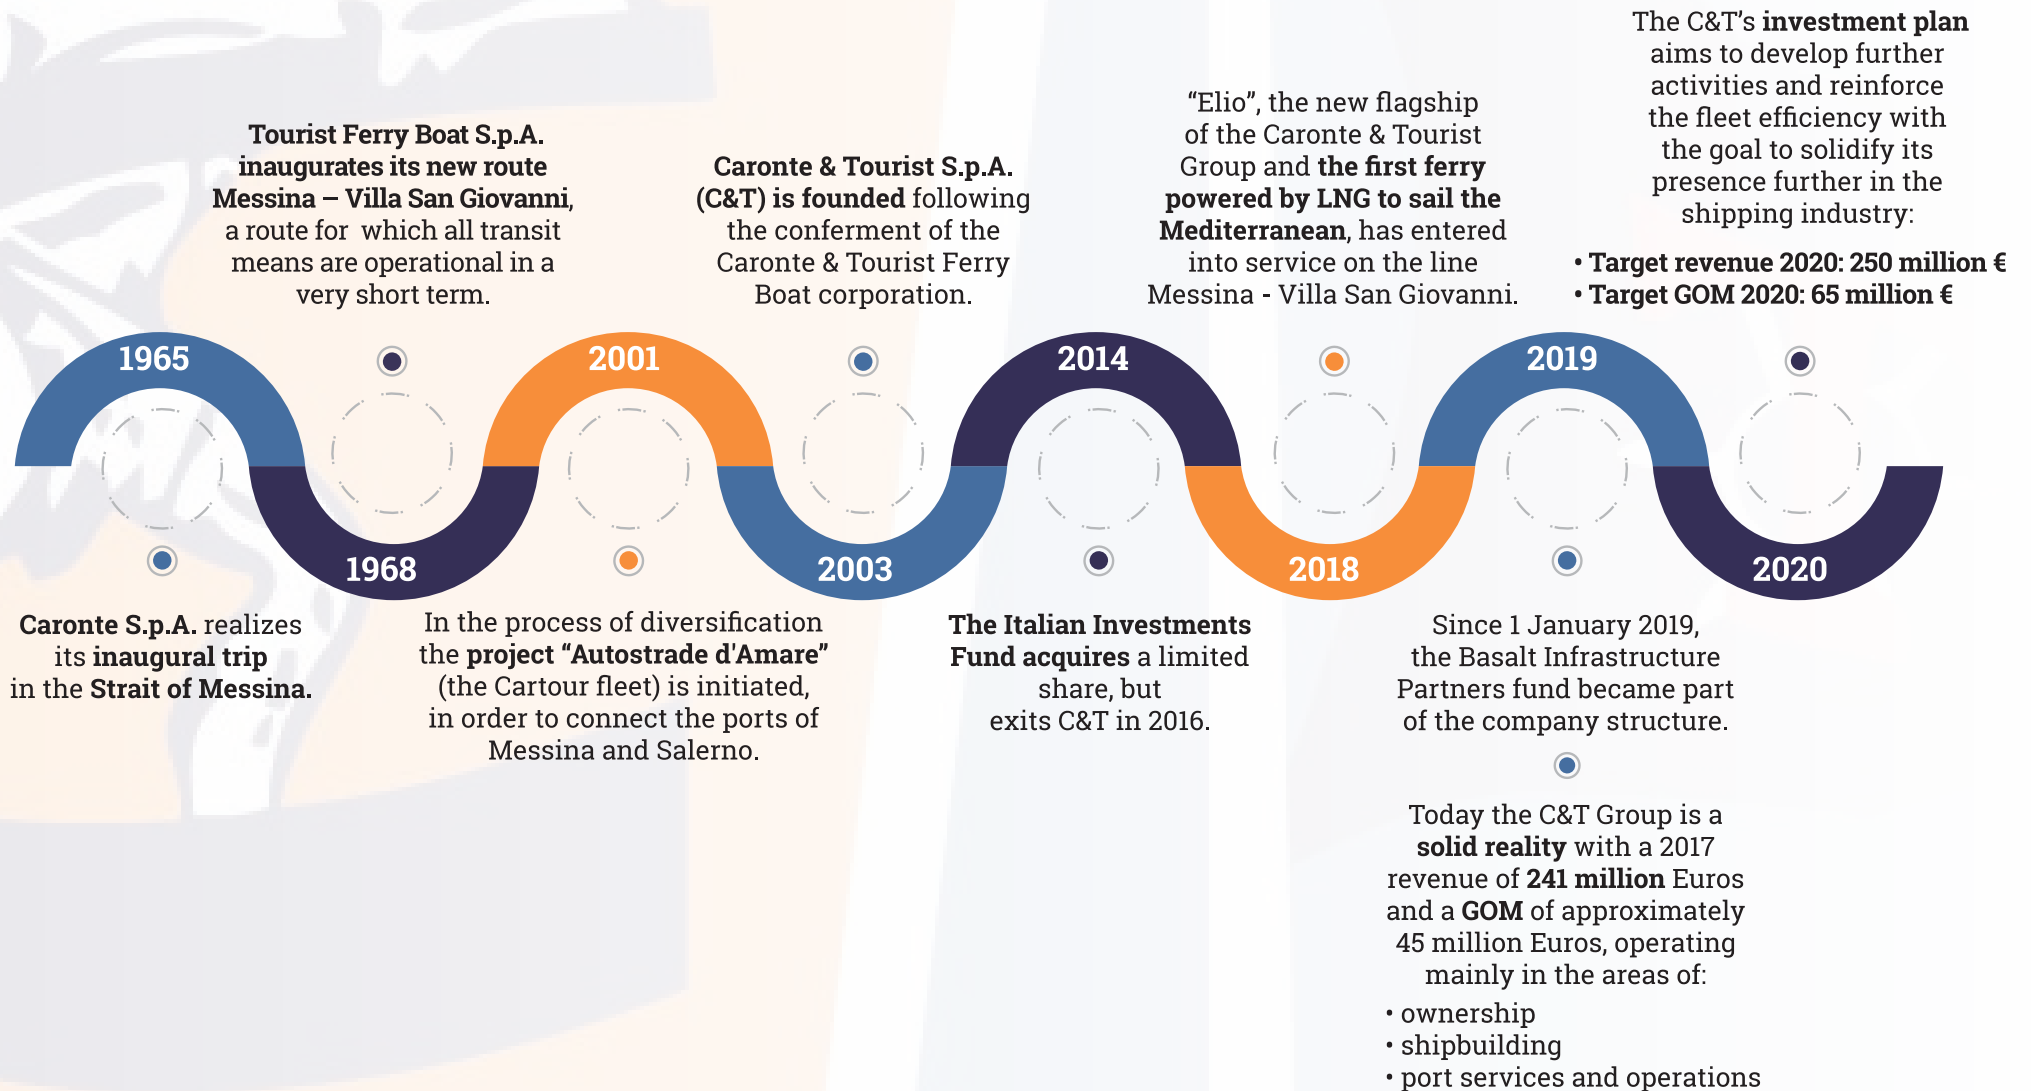 1965
Caronte S.p.A. realizes
its inaugural trip
in the Strait of Messina.
Tourist Ferry Boat S.p.A.
inaugurates its new route
Messina – Villa San Giovanni,
a route for which all transit
means are operational in a
very short term.
1968
2001
In the process of diversification
the project “Autostrade d'Amare”
(the Cartour fleet) is initiated,
in order to connect the ports of
Messina and Salerno.
Caronte & Tourist S.p.A.
(C&T) is founded following
the conferment of the
Caronte & Tourist Ferry
Boat corporation.
2003
2014
The Italian Investments
Fund acquires a limited
share, but
exits C&T in 2016.
“Elio”, the new flagship
of the Caronte & Tourist
Group and the first ferry
powered by LNG to sail the
Mediterranean, has entered
into service on the line
Messina - Villa San Giovanni.
2018
2019
Since 1 January 2019,
the Basalt Infrastructure
Partners fund became part
of the company structure.
Today the C&T Group is a
solid reality with a 2017
revenue of 241 million Euros
and a GOM of approximately
45 million Euros, operating
mainly in the areas of:
• ownership
• shipbuilding
• port services and operations
The C&T’s investment plan
aims to develop further
activities and reinforce
the fleet efficiency with
the goal to solidify its
presence further in the
shipping industry:
• Target revenue 2020: 250 million €
• Target GOM 2020: 65 million €
2020